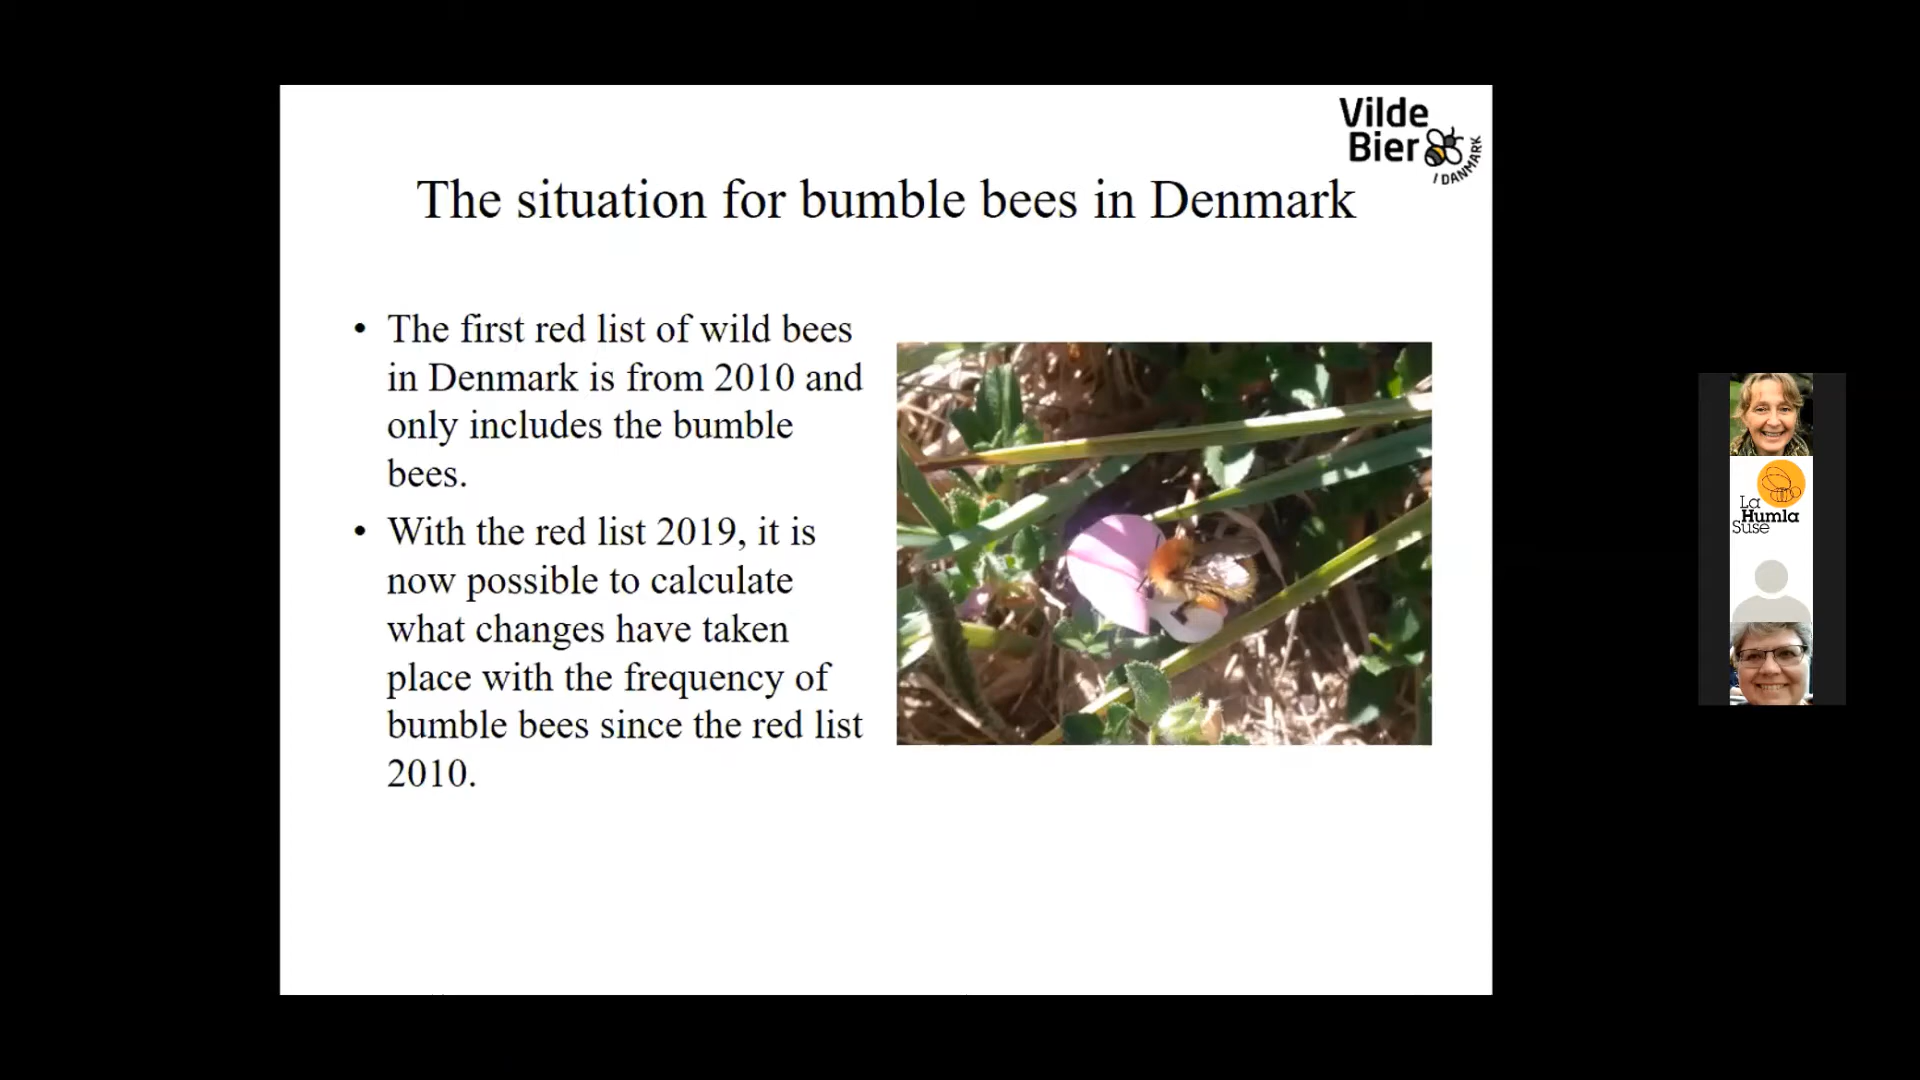 Vilde
Bier
I DANMARK
The situation for bumble bees in Denmark
• The first red list of wild bees
in Denmark is from 2010 and
only includes the bumble
bees.
• With the red list 2019, it is
now possible to calculate
what changes have taken
place with the frequency of
bumble bees since the red list
2010.
La
Humla
Suse